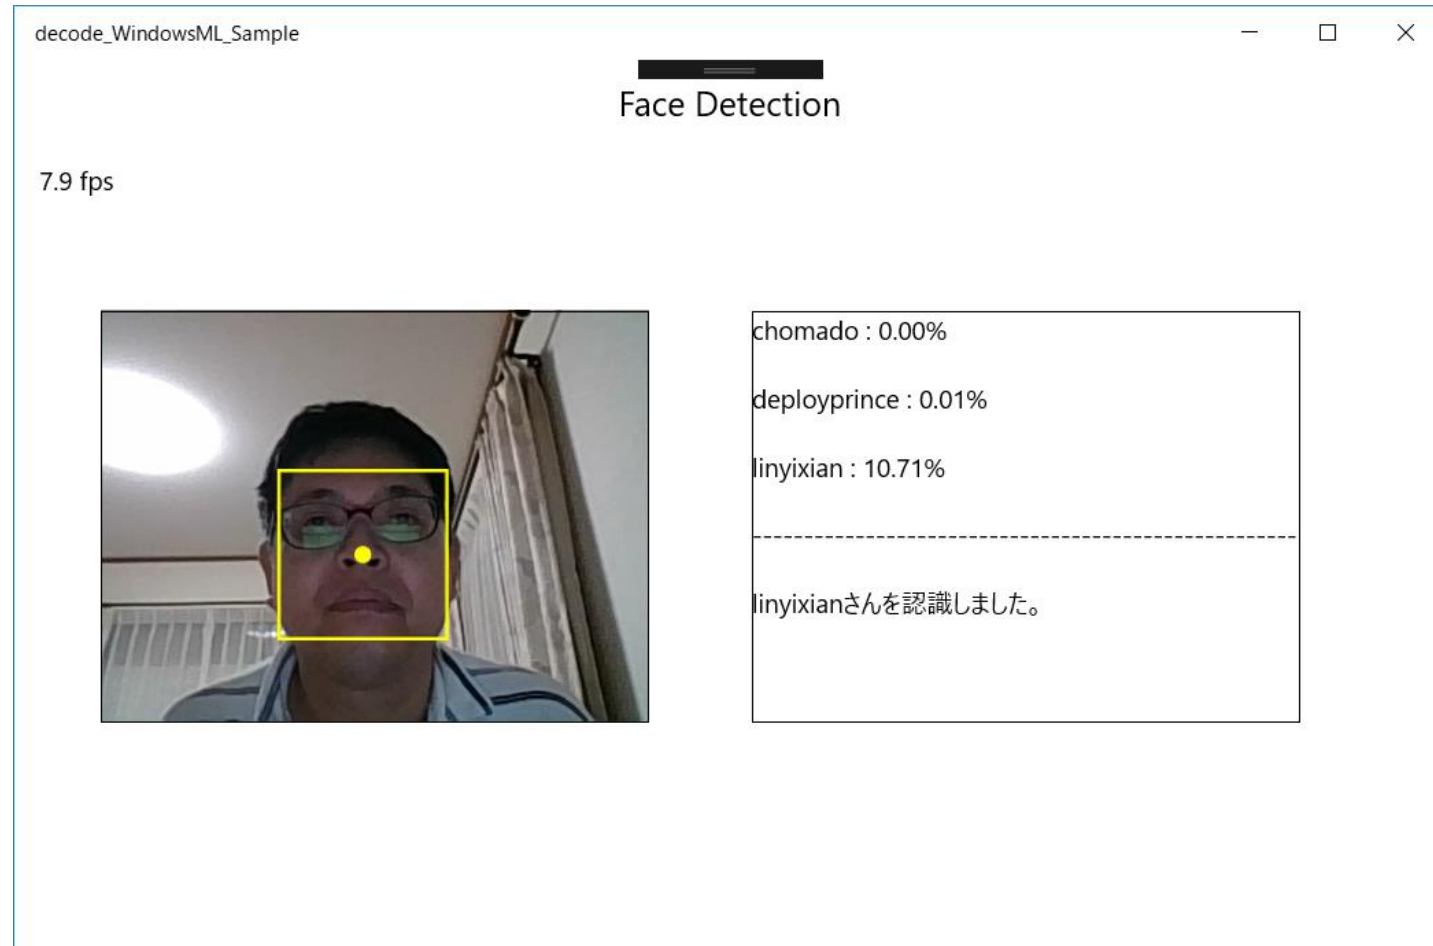 decode_WindowsML_Sample
Face Detection
7.9 fps
chomado : 0.00%
deployprince : 0.01%
linyixian : 10.71%
------------------------------------------------------
linyixianさんを認識しました。